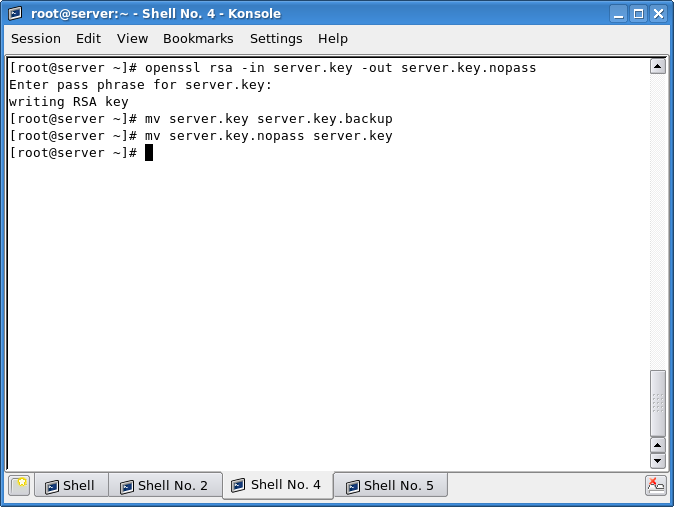 root@server:~ - Shell No. 4 - Konsole
Session Edit View Bookmarks Settings Help
[root@server ~]# openssl rsa -in server.key -out server.key.nopass
Enter pass phrase for server.key:
writing RSA key
[root@server ~]# mv server.key server.key.backup
[root@server ~]# mv server.key.nopass server.key
[root@server ~]#
Shell Shell No. 2 Shell No. 4 Shell No. 5